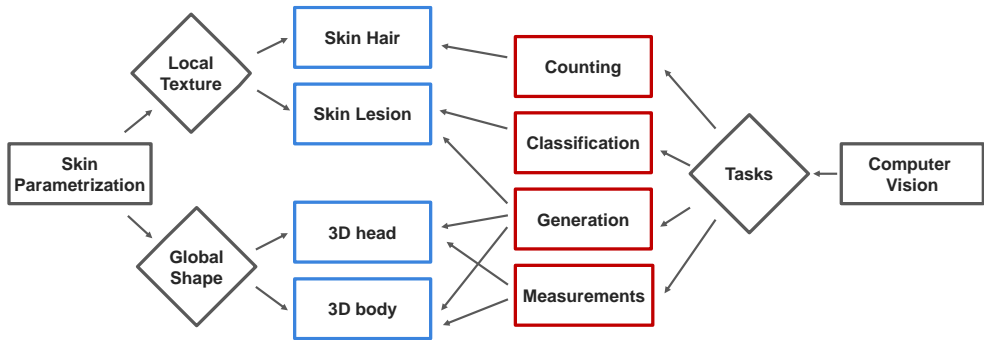 Skin
Parametrization
Local
Texture
Global
Shape
Skin Hair
Skin Lesion
3D head
3D body
Counting
Classification
Generation
Measurements
Tasks
Computer
Vision